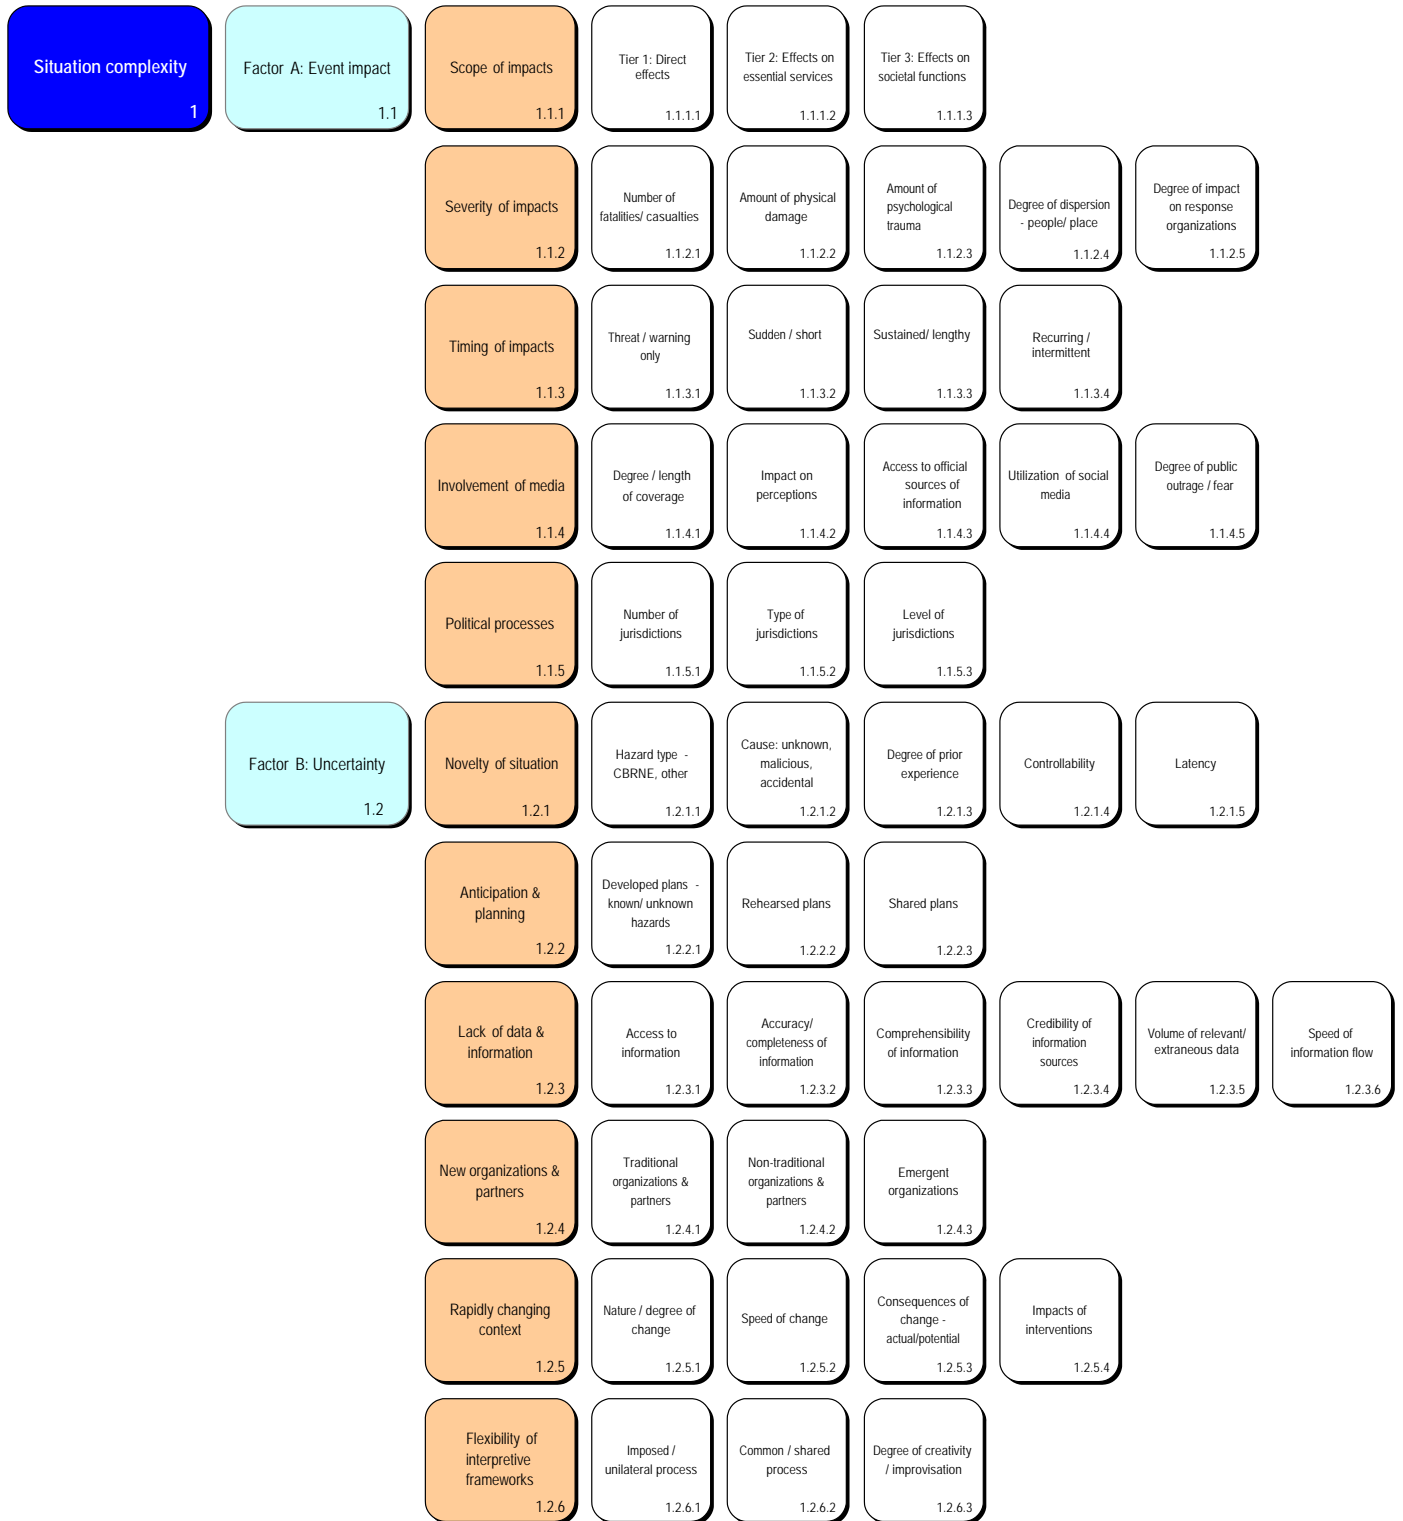 Situation complexity
1
Factor A: Event impact
1.1
Scope of impacts
1.1.1
Tier 1: Direct
effects
1.1.1.1
Tier 2: Effects on
essential services
1.1.1.2
Tier 3: Effects on
societal functions
1.1.1.3
Severity of impacts
1.1.2
Number of
fatalities/ casualties
1.1.2.1
Amount of physical
damage
1.1.2.2
Amount of
psychological
trauma
1.1.2.3
Degree of dispersion
- people/ place
1.1.2.4
Degree of impact
on response
organizations
1.1.2.5
Timing of impacts
1.1.3
Threat / warning
only
1.1.3.1
Sudden / short
1.1.3.2
Sustained/ lengthy
1.1.3.3
Recurring /
intermittent
1.1.3.4
Involvement of media
1.1.4
Degree / length
of coverage
1.1.4.1
Impact on
perceptions
1.1.4.2
Access to official
sources of
information
1.1.4.3
Utilization of social
media
1.1.4.4
Degree of public
outrage / fear
1.1.4.5
Political processes
1.1.5
Number of
jurisdictions
1.1.5.1
Type of
jurisdictions
1.1.5.2
Level of
jurisdictions
1.1.5.3
Factor B: Uncertainty
1.2
Novelty of situation
1.2.1
Hazard type -
CBRNE, other
1.2.1.1
Cause: unknown,
malicious,
accidental
1.2.1.2
Degree of prior
experience
1.2.1.3
Controllability
1.2.1.4
Latency
1.2.1.5
Anticipation &
planning
1.2.2
Developed plans -
known/ unknown
hazards
1.2.2.1
Rehearsed plans
1.2.2.2
Shared plans
1.2.2.3
Lack of data &
information
1.2.3
Access to
information
1.2.3.1
Accuracy/
completeness of
information
1.2.3.2
Comprehensibility
of information
1.2.3.3
Credibility of
information
sources
1.2.3.4
Volume of relevant/
extraneous data
1.2.3.5
Speed of
information flow
1.2.3.6
New organizations &
partners
1.2.4
Traditional
organizations &
partners
1.2.4.1
Non-traditional
organizations &
partners
1.2.4.2
Emergent
organizations
1.2.4.3
Rapidly changing
context
1.2.5
Nature / degree of
change
1.2.5.1
Speed of change
1.2.5.2
Consequences of
change -
actual/potential
1.2.5.3
Impacts of
interventions
1.2.5.4
Flexibility of
interpretive
frameworks
1.2.6
Imposed /
unilateral process
1.2.6.1
Common / shared
process
1.2.6.2
Degree of creativity
/ improvisation
1.2.6.3